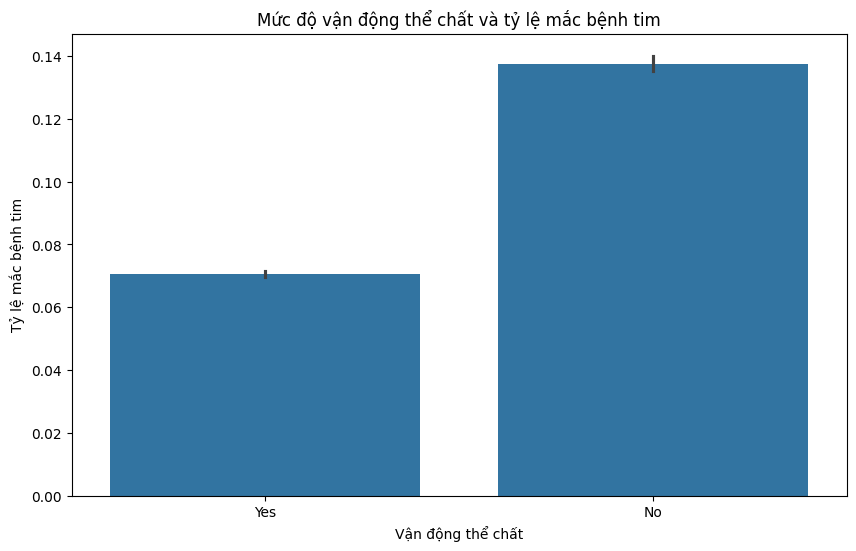 Mức độ vận động thể chất và tỷ lệ mắc bệnh tim
Tỷ lệ mắc bệnh tim
0.14
0.12
0.10
0.08
0.06
0.04
0.02
0.00
Yes
No
Vận động thể chất